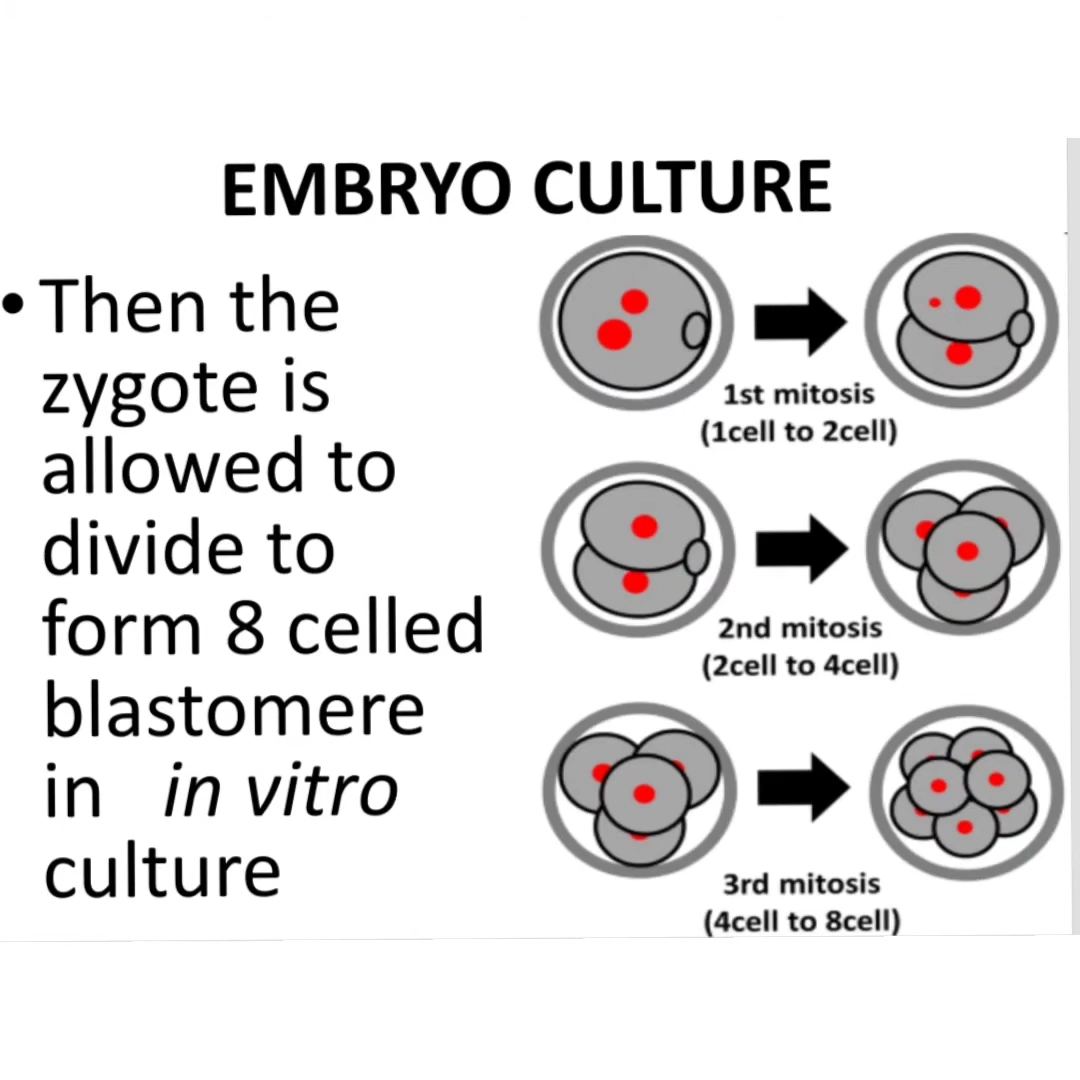 EMBRYO CULTURE
• Then the
zygote is
allowed to
divide to
form 8 celled
blastomere
in in vitro
culture
1st mitosis
(1cell to 2cell)
2nd mitosis
(2cell to 4cell)
3rd mitosis
(4cell to 8cell)